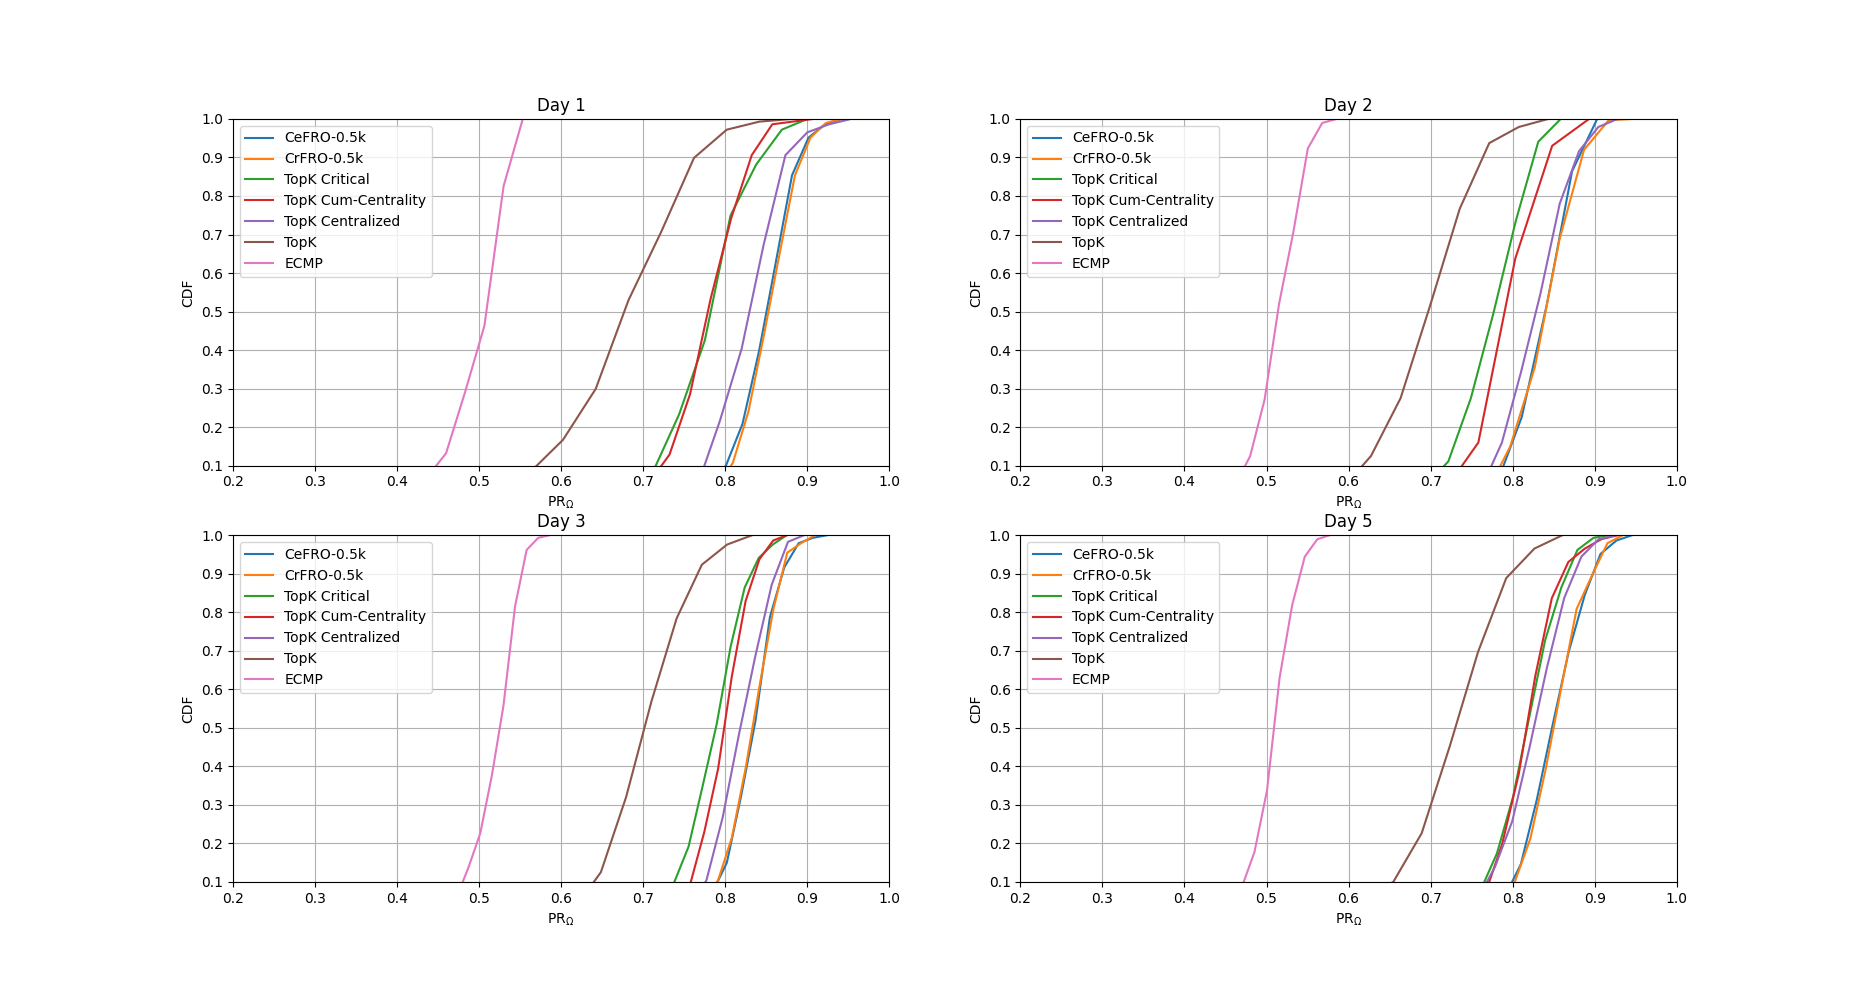 Day 1
1.0
0.9
0.8
0.7
0.6
0.5
0.4
0.3
0.2
0.1
CDF
CeFRO-0.5k
CrFRO-0.5k
TopK Critical
TopK Cum-Centrality
TopK Centralized
TopK
ECMP
0.2 0.3 0.4 0.5 0.6 0.7 0.8 0.9 1.0
PR_Ω
Day 2
1.0
0.9
0.8
0.7
0.6
0.5
0.4
0.3
0.2
0.1
CDF
CeFRO-0.5k
CrFRO-0.5k
TopK Critical
TopK Cum-Centrality
TopK Centralized
TopK
ECMP
0.2 0.3 0.4 0.5 0.6 0.7 0.8 0.9 1.0
PR_Ω
Day 3
1.0
0.9
0.8
0.7
0.6
0.5
0.4
0.3
0.2
0.1
CDF
CeFRO-0.5k
CrFRO-0.5k
TopK Critical
TopK Cum-Centrality
TopK Centralized
TopK
ECMP
0.2 0.3 0.4 0.5 0.6 0.7 0.8 0.9 1.0
PR_Ω
Day 5
1.0
0.9
0.8
0.7
0.6
0.5
0.4
0.3
0.2
0.1
CDF
CeFRO-0.5k
CrFRO-0.5k
TopK Critical
TopK Cum-Centrality
TopK Centralized
TopK
ECMP
0.2 0.3 0.4 0.5 0.6 0.7 0.8 0.9 1.0
PR_Ω